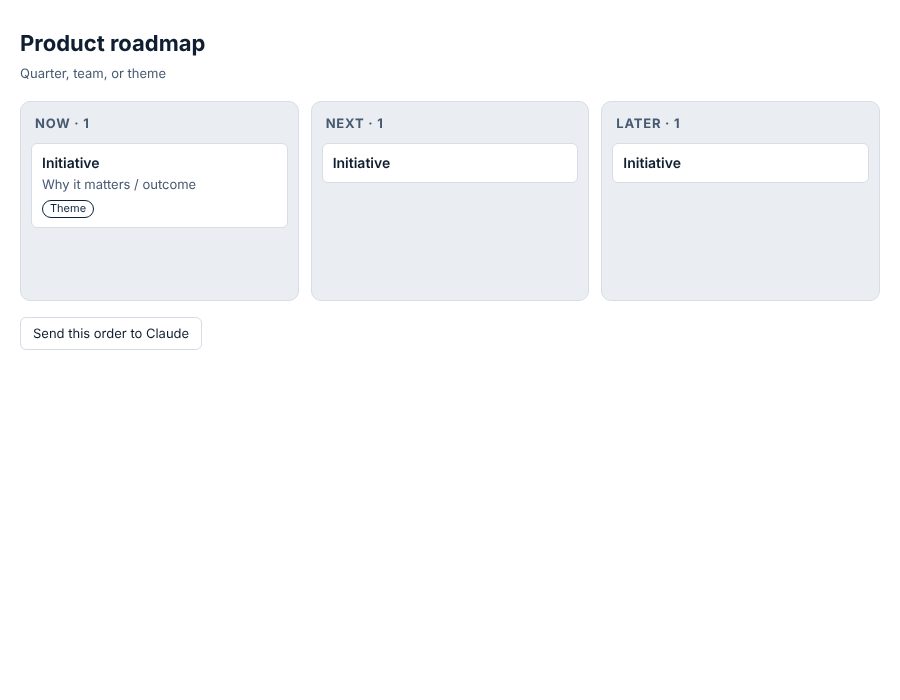 Product roadmap
Quarter, team, or theme
NOW · 1
Initiative
Why it matters / outcome
Theme
NEXT · 1
Initiative
LATER · 1
Initiative
Send this order to Claude